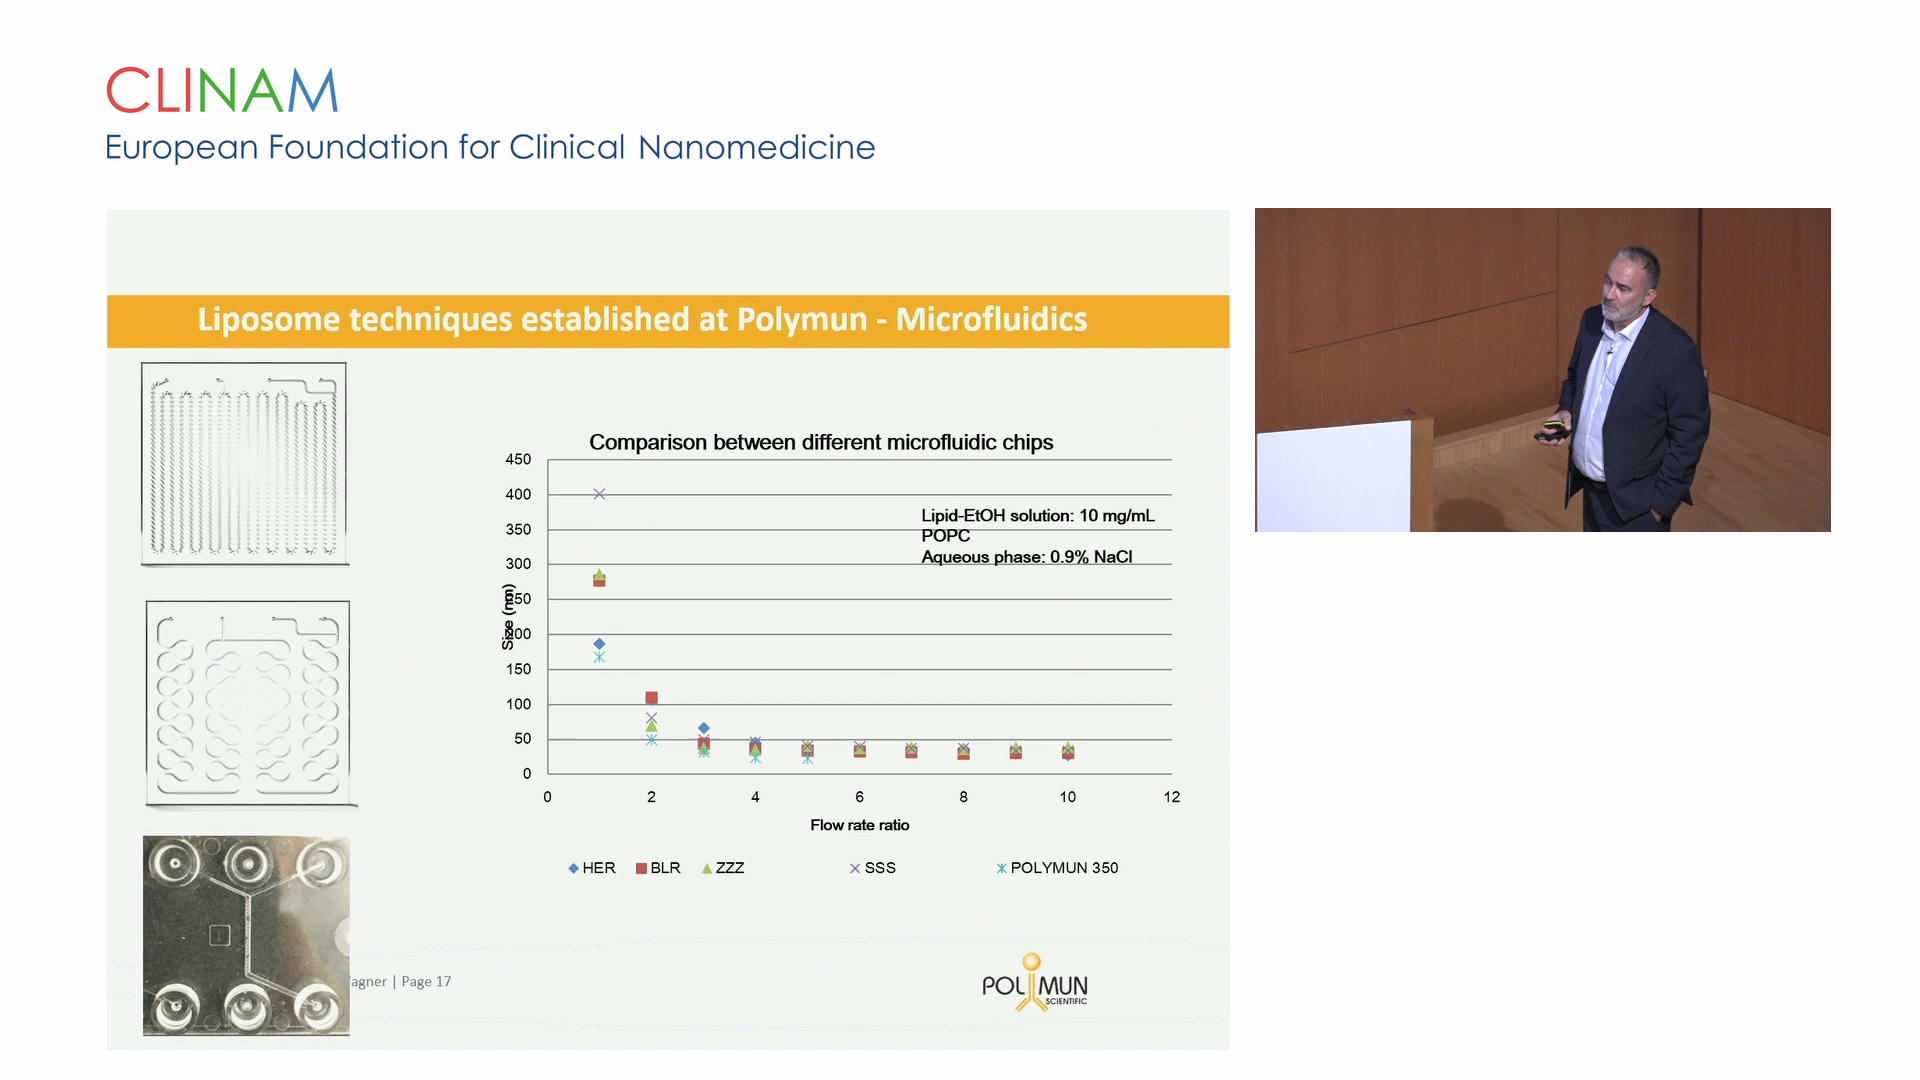 CLINAM
European Foundation for Clinical Nanomedicine
Liposome techniques established at Polymun - Microfluidics
Comparison between different microfluidic chips
450
400
350
300
250
200
150
100
50
0
Size (nm)
Lipid-EtOH solution: 10 mg/mL
POPC
Aqueous phase: 0.9% NaCl
0 2 4 6 8 10 12
Flow rate ratio
HER BLR ZZZ SSS POLYMUN 350
agner | Page 17
POLYMUN
SCIENTIFIC